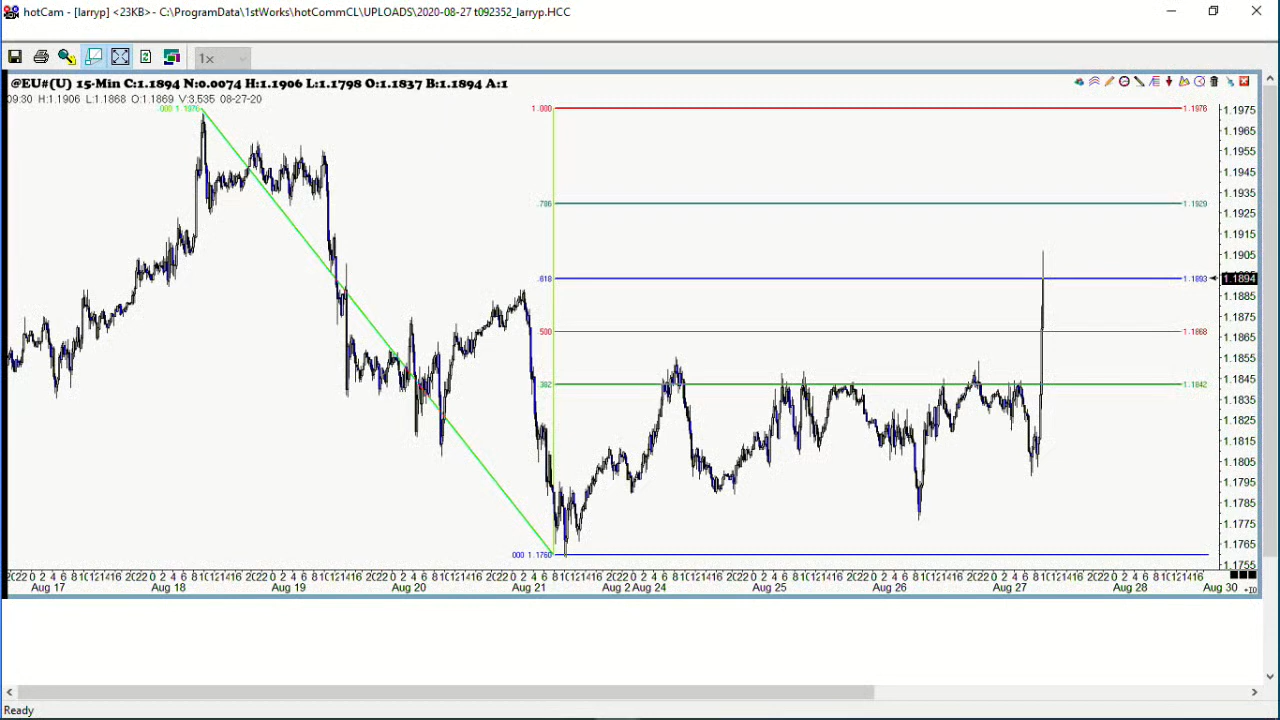 hotCam - [larryp] <23KB>- C:\ProgramData\1stWorks\hotCommCL\UPLOADS\2020-08-27 t092352_larryp.HCC
1x
@EU#(U) 15-Min C:1.1894 N:0.0074 H:1.1906 L:1.1798 O:1.1837 B:1.1894 A:1
09:30 H:1.1906 L:1.1868 O:1.1869 V:3.535 08-27-20
000 1.1976
1.000
1.1976
1.1975
1.1965
1.1955
1.1945
1.1935
.786
1.1929
1.1925
1.1915
1.1905
.618
1.1893
1.1894
1.1885
1.1875
500
1.1868
1.1865
1.1855
1.1845
.382
1.1842
1.1835
1.1825
1.1815
1.1805
1.1795
1.1785
1.1775
1.1765
000 1.1760
1.1755
Aug 17
Aug 18
Aug 19
Aug 20
Aug 21
Aug 2
Aug 24
Aug 25
Aug 26
Aug 27
Aug 28
Aug 30
Ready